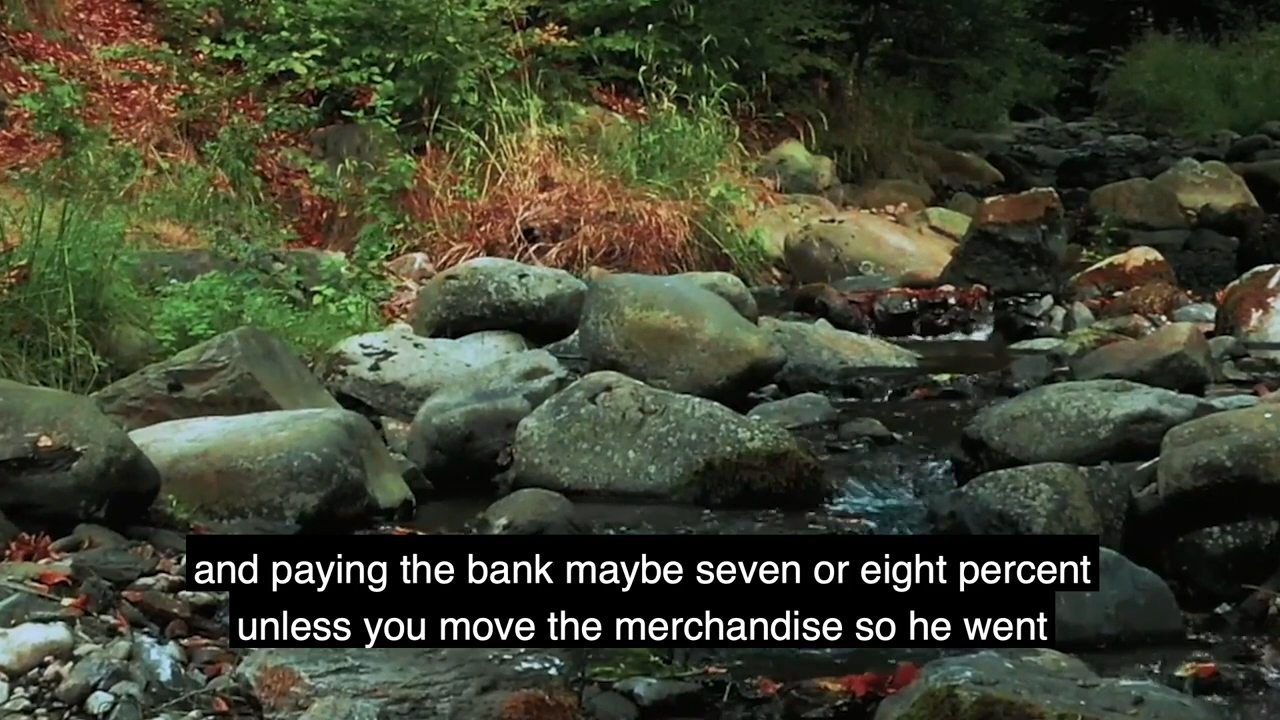 and paying the bank maybe seven or eight percent
unless you move the merchandise so he went